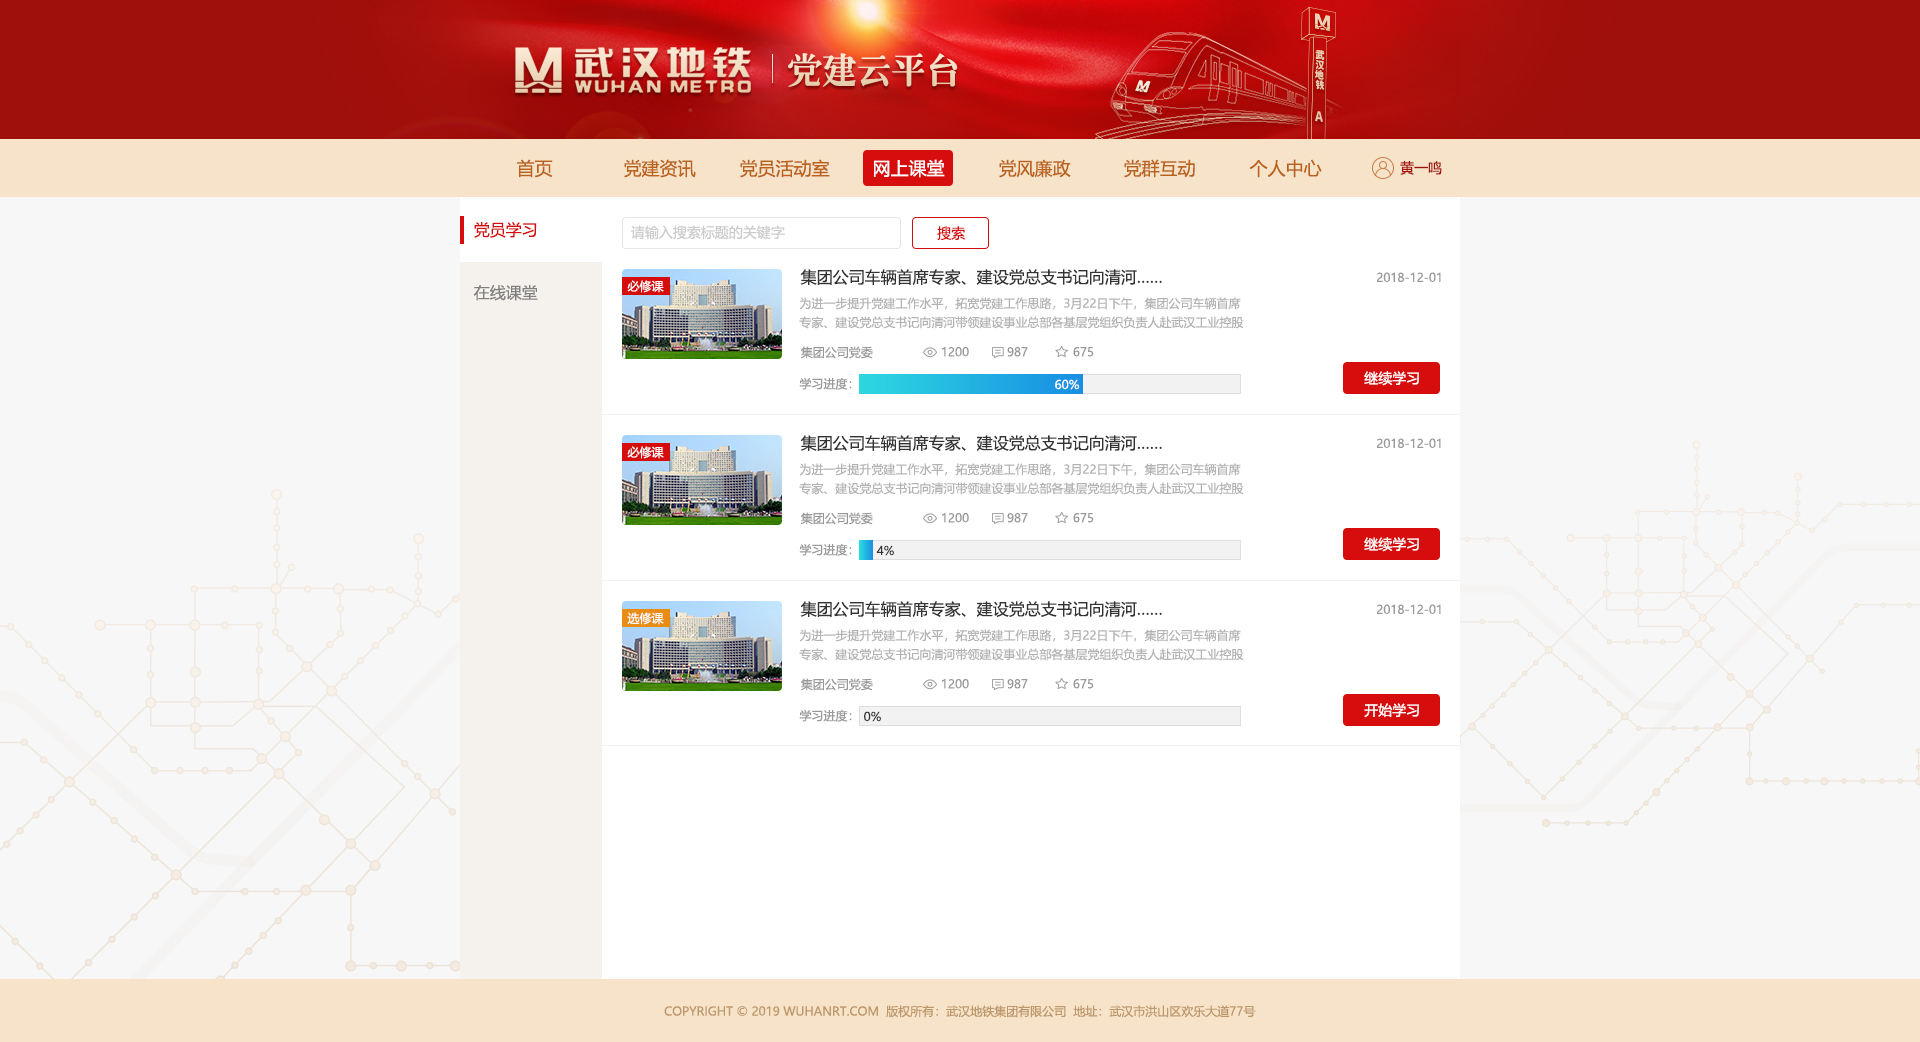 武汉地铁
WUHAN METRO
党建云平台
武汉地铁
A
首页 党建资讯 党员活动室 网上课堂 党风廉政 党群互动 个人中心 黄一鸣
党员学习
在线课堂
请输入搜索标题的关键字 搜索
必修课
集团公司车辆首席专家、建设党总支书记向清河...... 2018-12-01
为进一步提升党建工作水平，拓宽党建工作思路，3月22日下午，集团公司车辆首席
专家、建设党总支书记向清河带领建设事业总部各基层党组织负责人赴武汉工业控股
集团公司党委 1200 987 675
学习进度： 60% 继续学习
必修课
集团公司车辆首席专家、建设党总支书记向清河...... 2018-12-01
为进一步提升党建工作水平，拓宽党建工作思路，3月22日下午，集团公司车辆首席
专家、建设党总支书记向清河带领建设事业总部各基层党组织负责人赴武汉工业控股
集团公司党委 1200 987 675
学习进度： 4% 继续学习
选修课
集团公司车辆首席专家、建设党总支书记向清河...... 2018-12-01
为进一步提升党建工作水平，拓宽党建工作思路，3月22日下午，集团公司车辆首席
专家、建设党总支书记向清河带领建设事业总部各基层党组织负责人赴武汉工业控股
集团公司党委 1200 987 675
学习进度： 0% 开始学习
COPYRIGHT © 2019 WUHANRT.COM 版权所有：武汉地铁集团有限公司 地址：武汉市洪山区欢乐大道77号